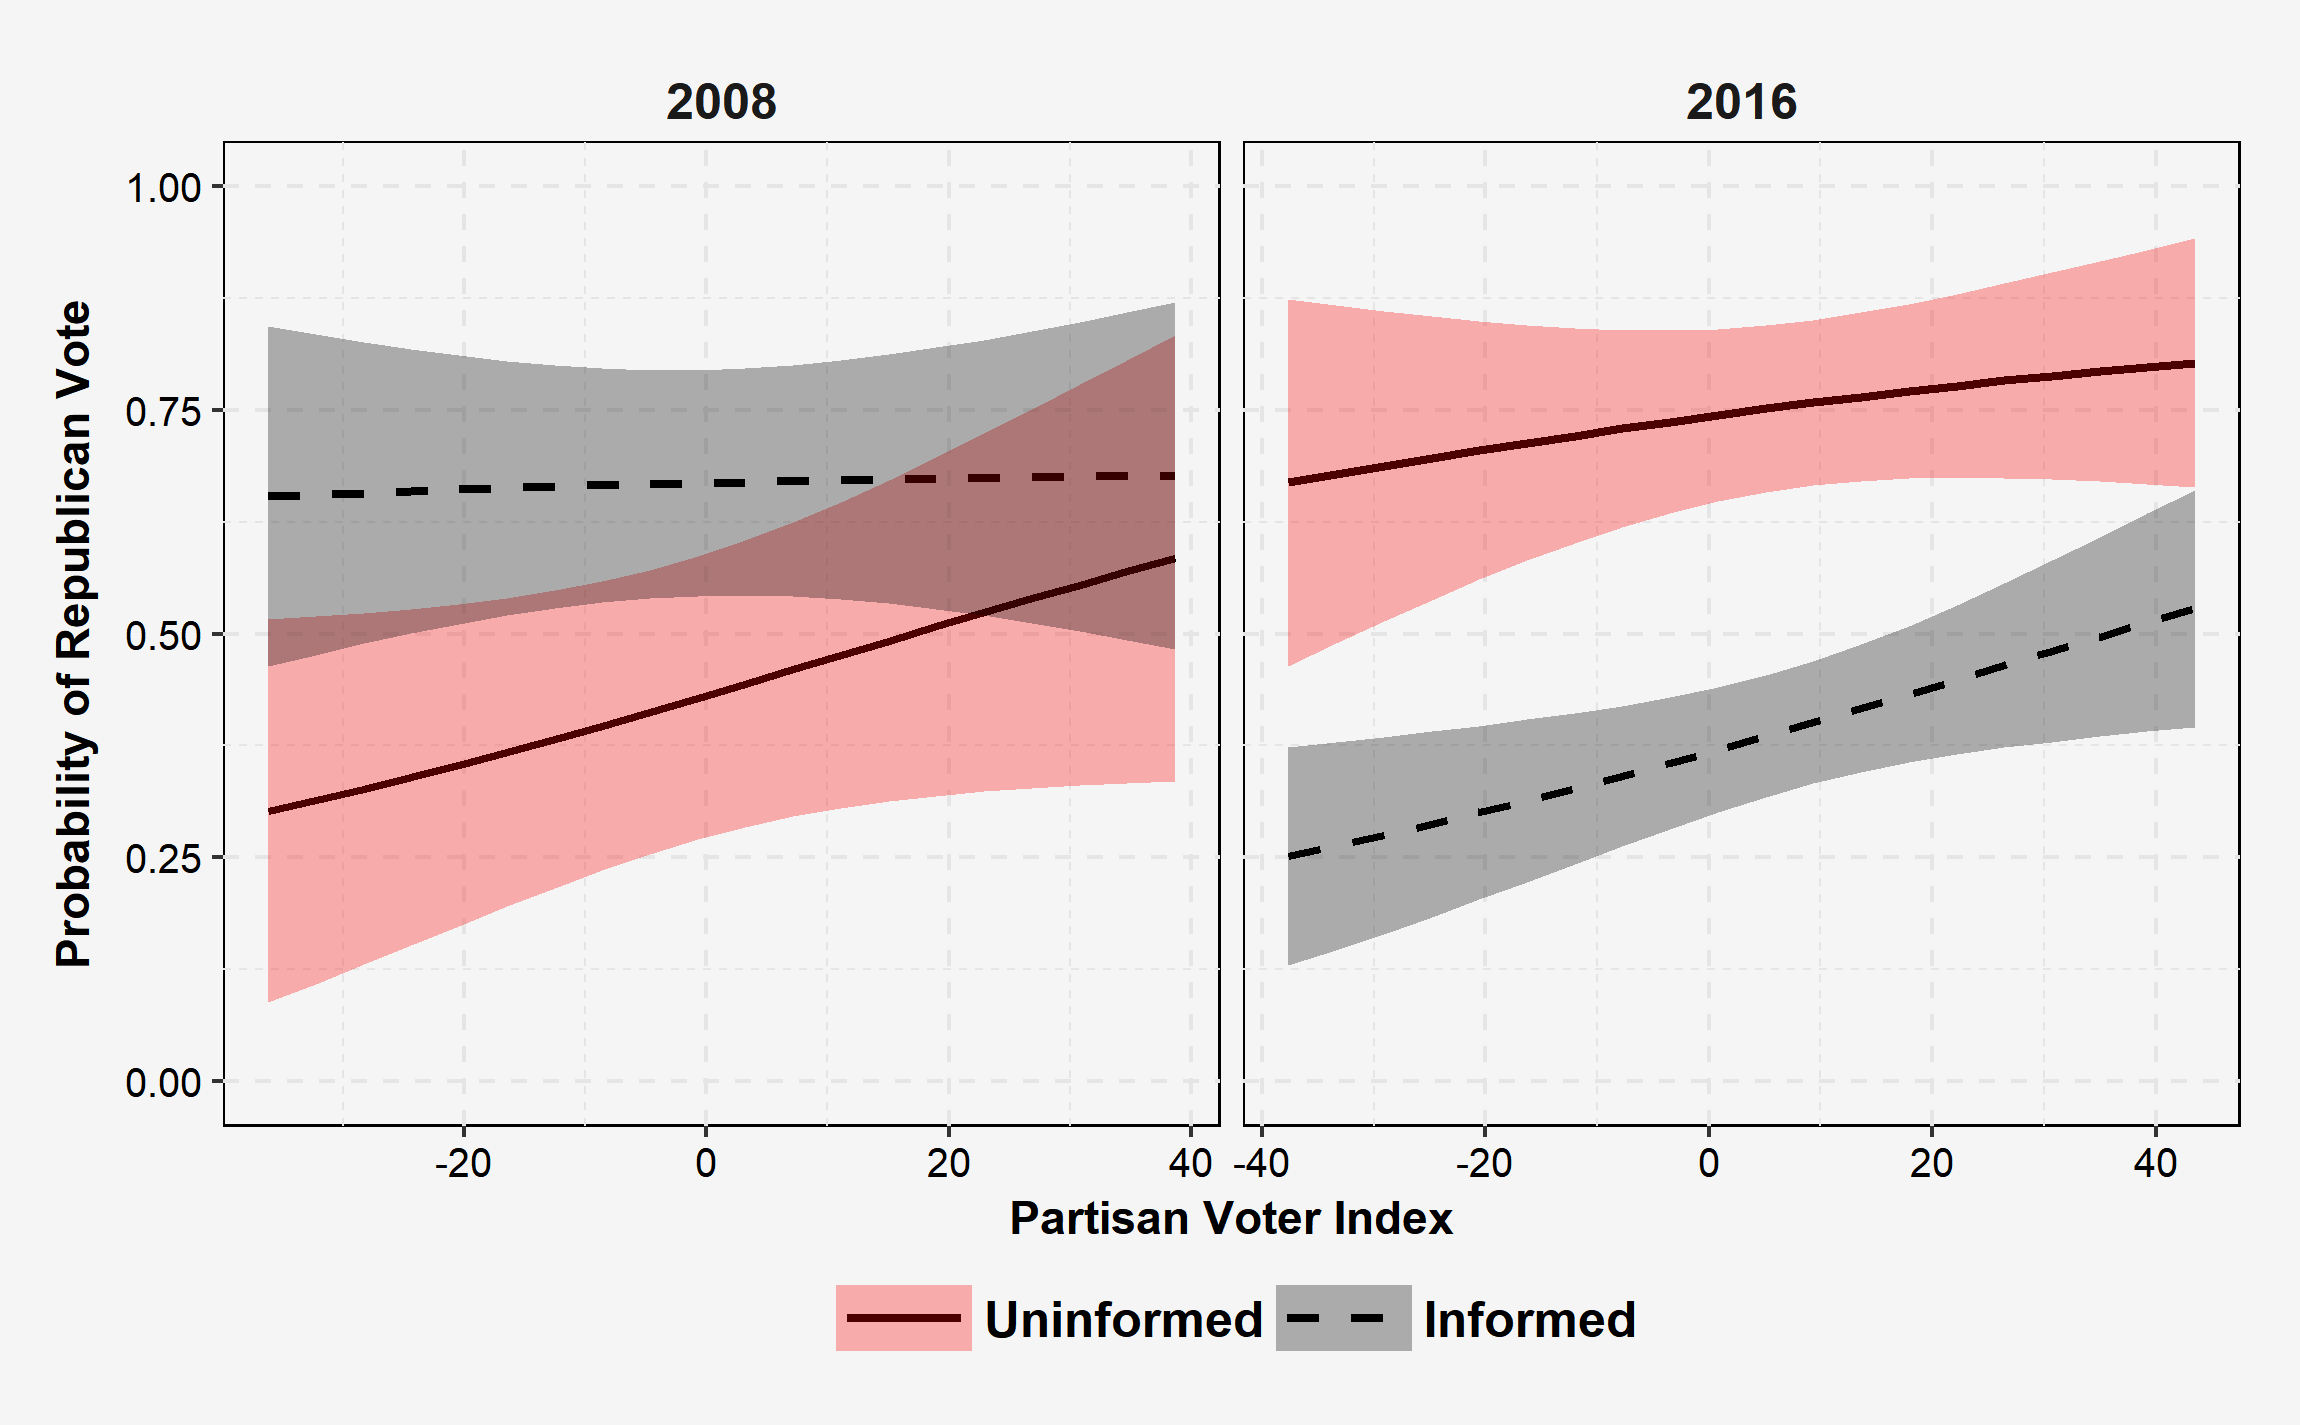 2008 2016
1.00
0.75
0.50
0.25
0.00
Probability of Republican Vote
-20 0 20 40 -40 -20 0 20 40
Partisan Voter Index
Uninformed Informed